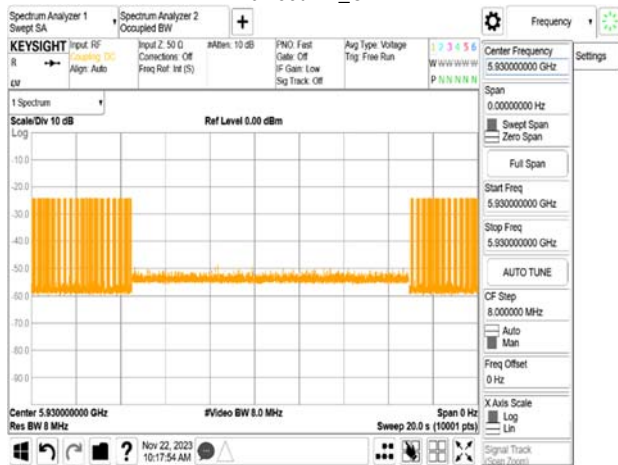 Spectrum Analyzer 1
Swept SA
Spectrum Analyzer 2
Occupied BW
+
Frequency
KEYSIGHT
R
Input: RF
Coupling: DC
Align: Auto
Input Z: 50 Ω
Corrections: Off
Freq Ref: Int (S)
#Atten: 10 dB
PNO: Fast
Gate: Off
IF Gain: Low
Sig Track: Off
Avg Type: Voltage
Trig: Free Run
1 2 3 4 5 6
W W W W W W
P N N N N N
Settings
1 Spectrum
Scale/Div 10 dB
Ref Level 0.00 dBm
Log
-10.0
-20.0
-30.0
-40.0
-50.0
-60.0
-70.0
-80.0
-90.0
Center 5.930000000 GHz
Res BW 8 MHz
#Video BW 8.0 MHz
Span 0 Hz
Sweep 20.0 s (10001 pts)
Center Frequency
5.930000000 GHz
Span
0.00000000 Hz
Swept Span
Zero Span
Full Span
Start Freq
5.930000000 GHz
Stop Freq
5.930000000 GHz
AUTO TUNE
CF Step
8.000000 MHz
Auto
Man
Freq Offset
0 Hz
X Axis Scale
Log
Lin
Signal Track
(Span Zoom)
?
Nov 22, 2023
10:17:54 AM